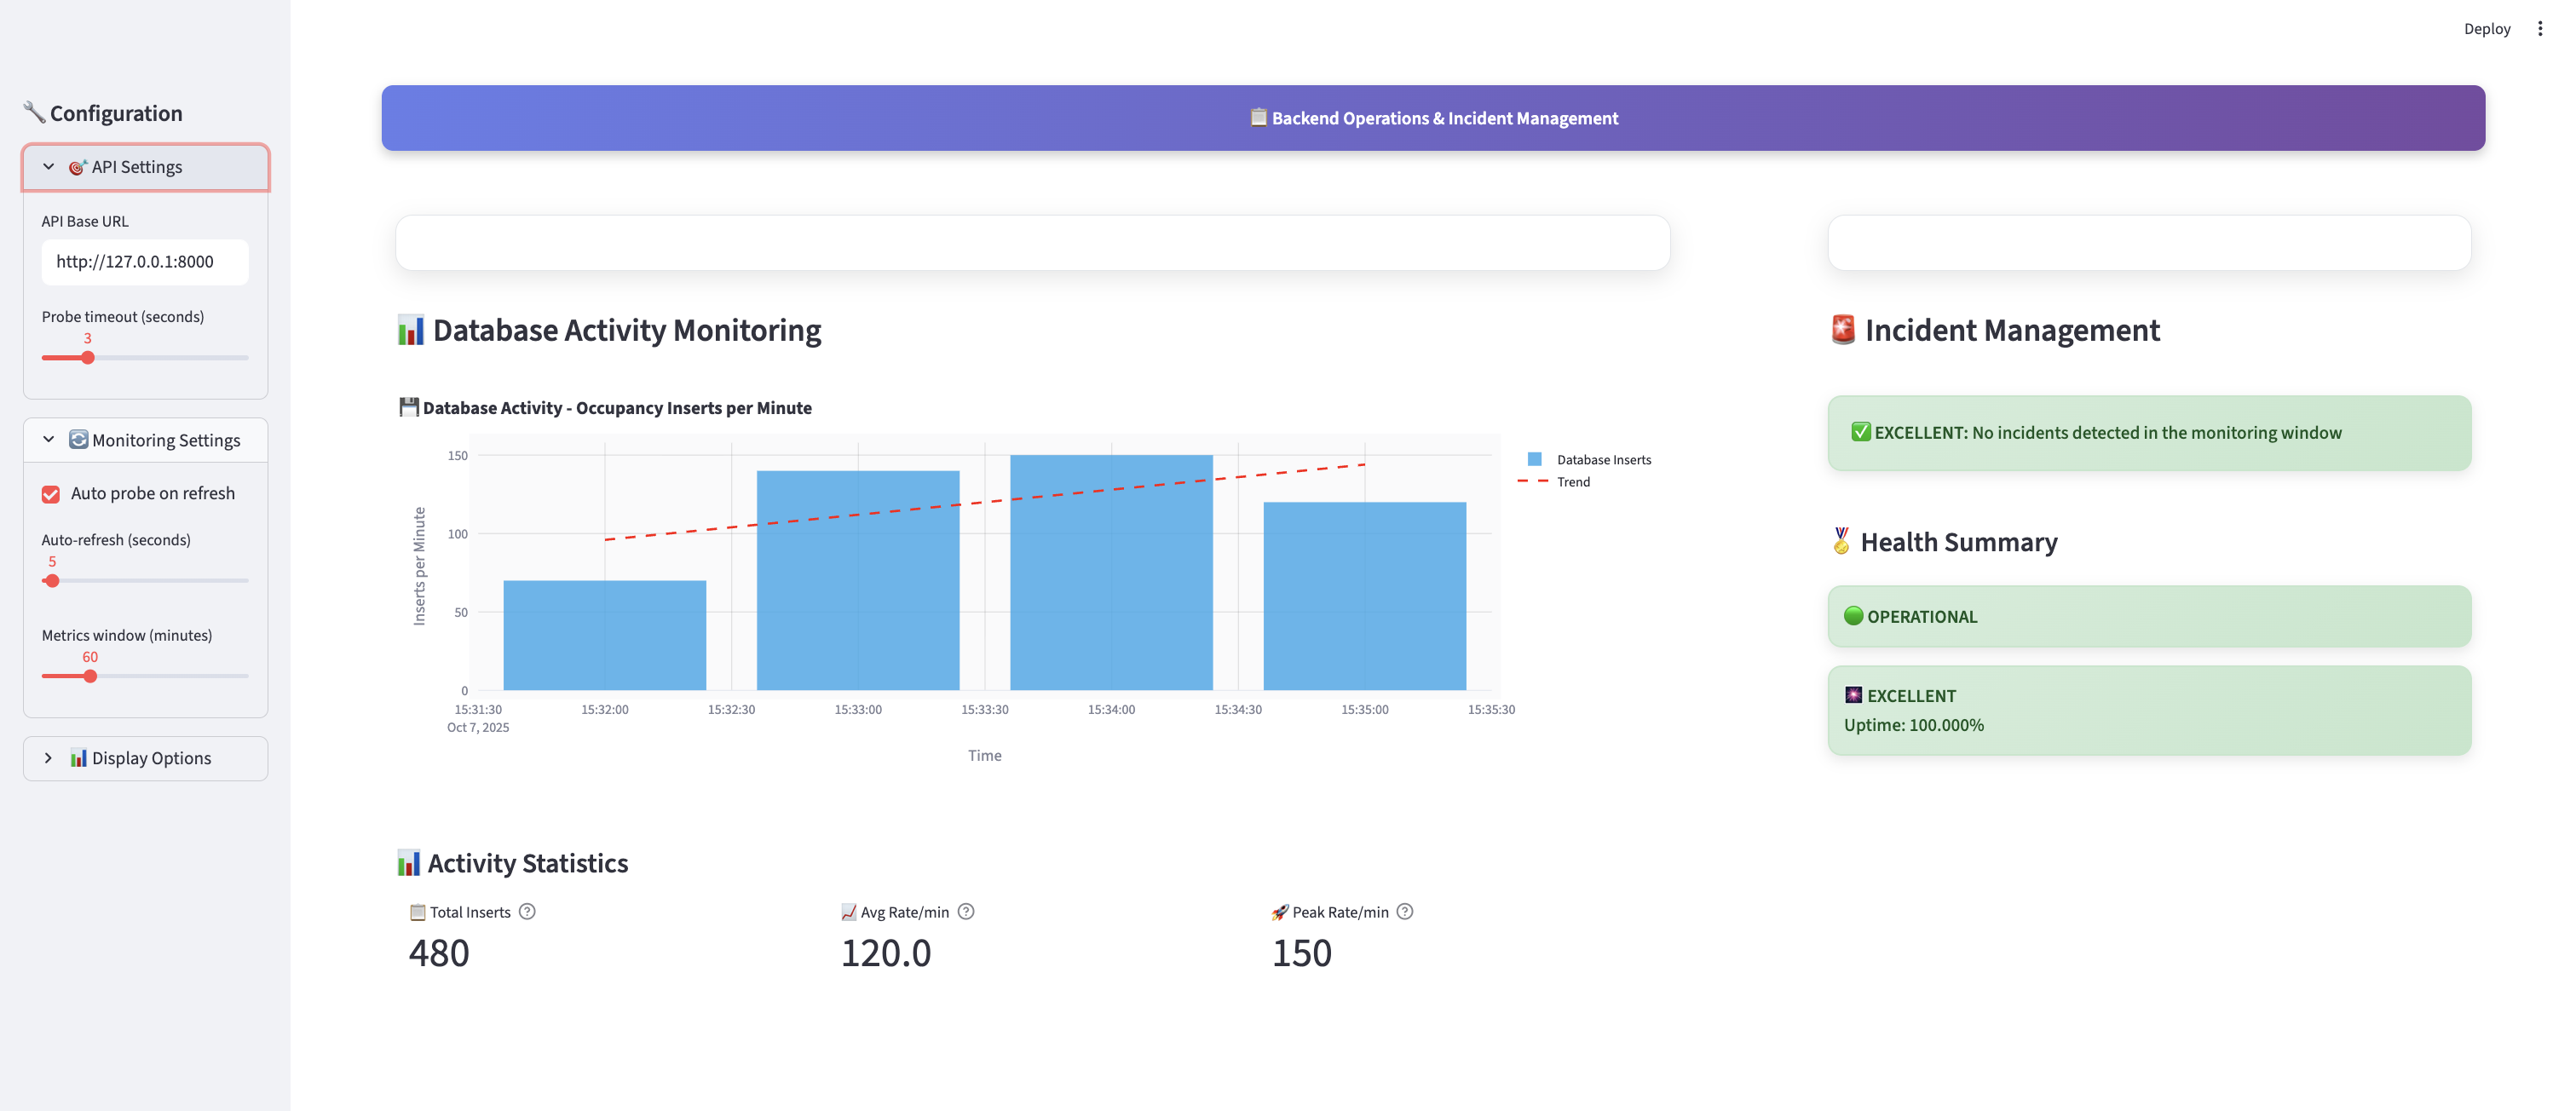 Deploy
Configuration
API Settings
API Base URL
http://127.0.0.1:8000
Probe timeout (seconds)
3
Monitoring Settings
Auto probe on refresh
Auto-refresh (seconds)
5
Metrics window (minutes)
60
Display Options
Backend Operations & Incident Management
Database Activity Monitoring
Database Activity - Occupancy Inserts per Minute
Inserts per Minute
150
100
50
0
15:31:30
Oct 7, 2025
15:32:00
15:32:30
15:33:00
15:33:30
15:34:00
15:34:30
15:35:00
15:35:30
Time
Database Inserts
Trend
Activity Statistics
Total Inserts
480
Avg Rate/min
120.0
Peak Rate/min
150
Incident Management
EXCELLENT: No incidents detected in the monitoring window
Health Summary
OPERATIONAL
EXCELLENT
Uptime: 100.000%